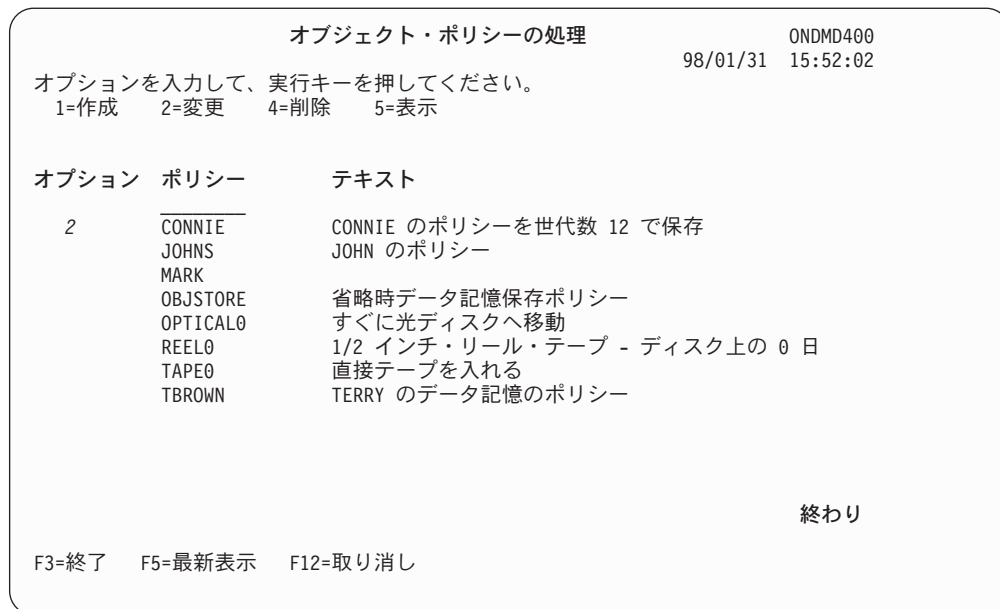 オブジェクト・ポリシーの処理 ONDMD400
98/01/31 15:52:02
オプションを入力して、実行キーを押してください。
1=作成 2=変更 4=削除 5=表示
オプション ポリシー テキスト
________
2 CONNIE CONNIE のポリシーを世代数 12 で保存
JOHNS JOHN のポリシー
MARK
OBJSTORE 省略時データ記憶保存ポリシー
OPTICAL0 すぐに光ディスクへ移動
REEL0 1/2 インチ・リール・テープ - ディスク上の 0 日
TAPE0 直接テープを入れる
TBROWN TERRY のデータ記憶のポリシー
終わり
F3=終了 F5=最新表示 F12=取り消し